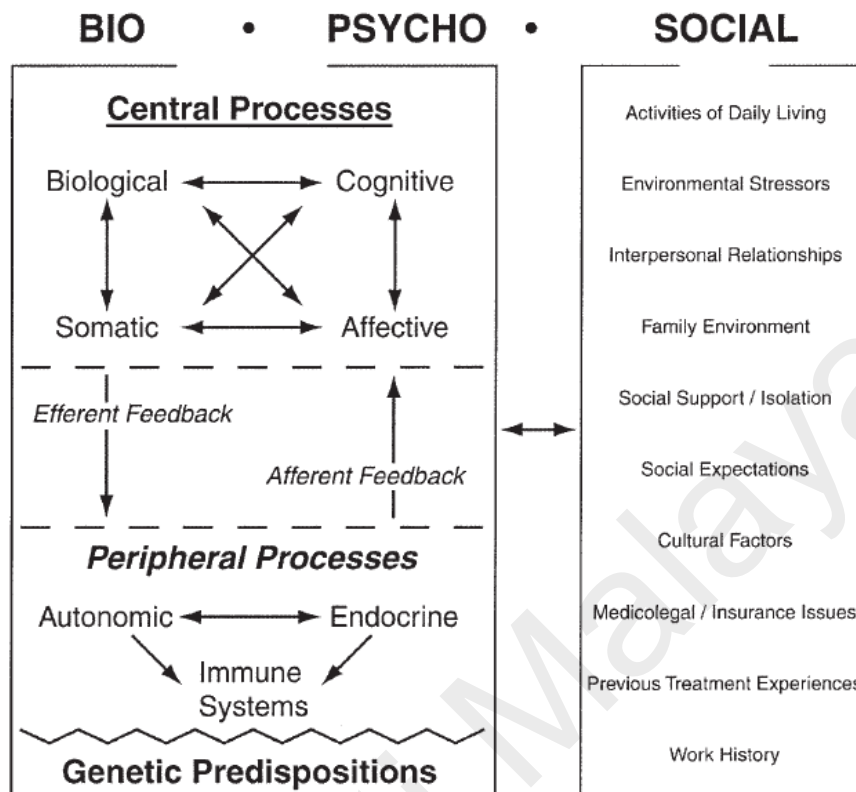 BIO • PSYCHO • SOCIAL
Central Processes
Biological Cognitive
Somatic Affective
Efferent Feedback
Afferent Feedback
Peripheral Processes
Autonomic Endocrine
Immune
Systems
Genetic Predispositions
Activities of Daily Living
Environmental Stressors
Interpersonal Relationships
Family Environment
Social Support / Isolation
Social Expectations
Cultural Factors
Medicolegal / Insurance Issues
Previous Treatment Experiences
Work History
Malaya